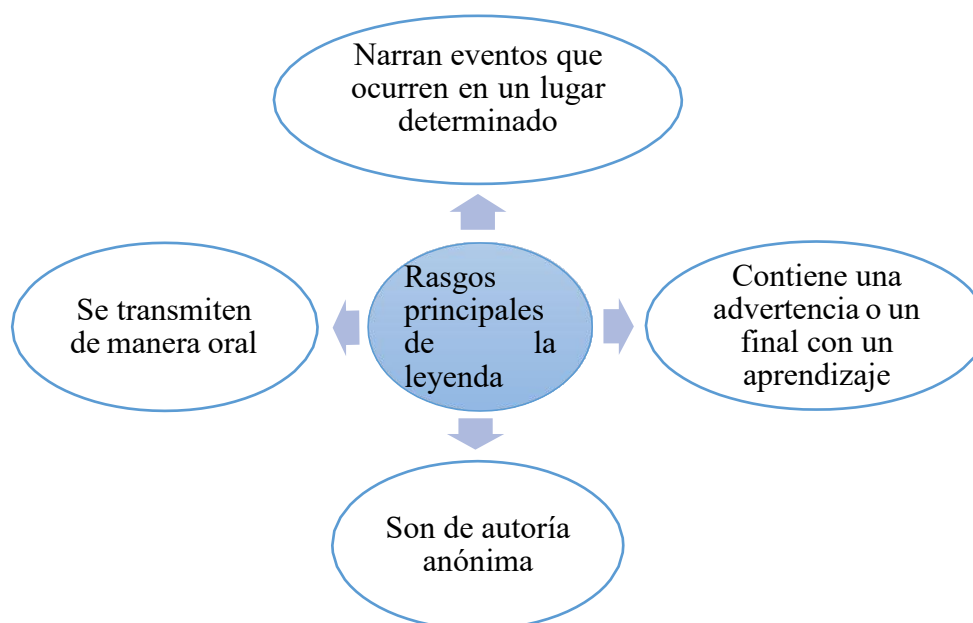 Narran eventos que
ocurren en un lugar
determinado
Se transmiten
de manera oral
Rasgos
principales
de la
leyenda
Contiene una
advertencia o un
final con un
aprendizaje
Son de autoría
anónima